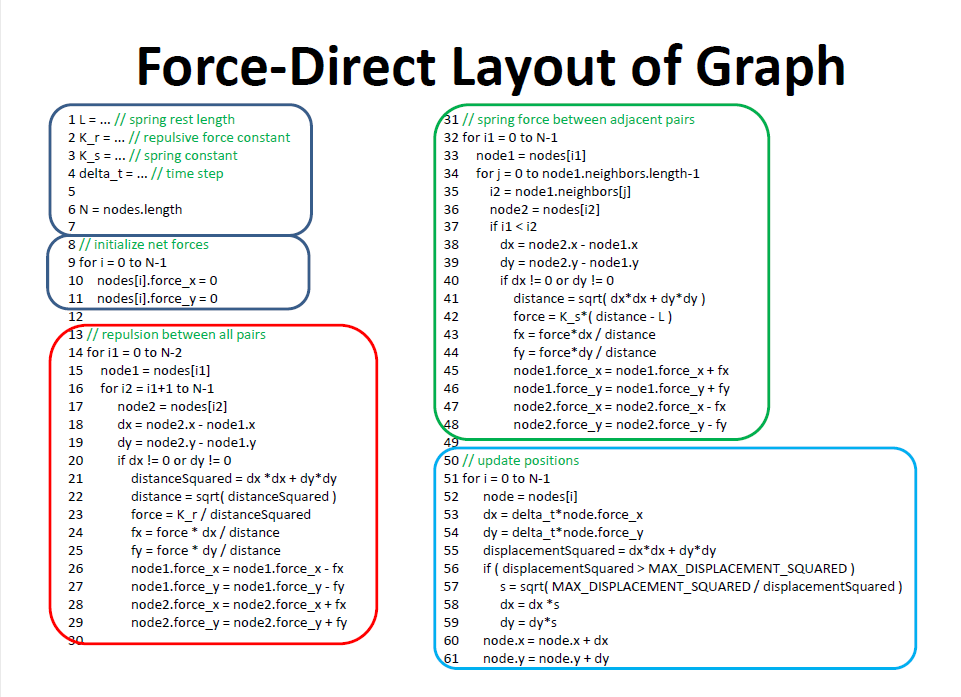 Force-Direct Layout of Graph
1 L = ... // spring rest length
2 K_r = ... // repulsive force constant
3 K_s = ... // spring constant
4 delta_t = ... // time step
5
6 N = nodes.length
7
8 // initialize net forces
9 for i = 0 to N-1
10 nodes[i].force_x = 0
11 nodes[i].force_y = 0
12
13 // repulsion between all pairs
14 for i1 = 0 to N-2
15 node1 = nodes[i1]
16 for i2 = i1+1 to N-1
17 node2 = nodes[i2]
18 dx = node2.x - node1.x
19 dy = node2.y - node1.y
20 if dx != 0 or dy != 0
21 distanceSquared = dx *dx + dy*dy
22 distance = sqrt( distanceSquared )
23 force = K_r / distanceSquared
24 fx = force * dx / distance
25 fy = force * dy / distance
26 node1.force_x = node1.force_x - fx
27 node1.force_y = node1.force_y - fy
28 node2.force_x = node2.force_x + fx
29 node2.force_y = node2.force_y + fy
30
31 // spring force between adjacent pairs
32 for i1 = 0 to N-1
33 node1 = nodes[i1]
34 for j = 0 to node1.neighbors.length-1
35 i2 = node1.neighbors[j]
36 node2 = nodes[i2]
37 if i1 < i2
38 dx = node2.x - node1.x
39 dy = node2.y - node1.y
40 if dx != 0 or dy != 0
41 distance = sqrt( dx*dx + dy*dy )
42 force = K_s*( distance - L )
43 fx = force*dx / distance
44 fy = force*dy / distance
45 node1.force_x = node1.force_x + fx
46 node1.force_y = node1.force_y + fy
47 node2.force_x = node2.force_x - fx
48 node2.force_y = node2.force_y - fy
49
50 // update positions
51 for i = 0 to N-1
52 node = nodes[i]
53 dx = delta_t*node.force_x
54 dy = delta_t*node.force_y
55 displacementSquared = dx*dx + dy*dy
56 if ( displacementSquared > MAX_DISPLACEMENT_SQUARED )
57 s = sqrt( MAX_DISPLACEMENT_SQUARED / displacementSquared )
58 dx = dx *s
59 dy = dy*s
60 node.x = node.x + dx
61 node.y = node.y + dy